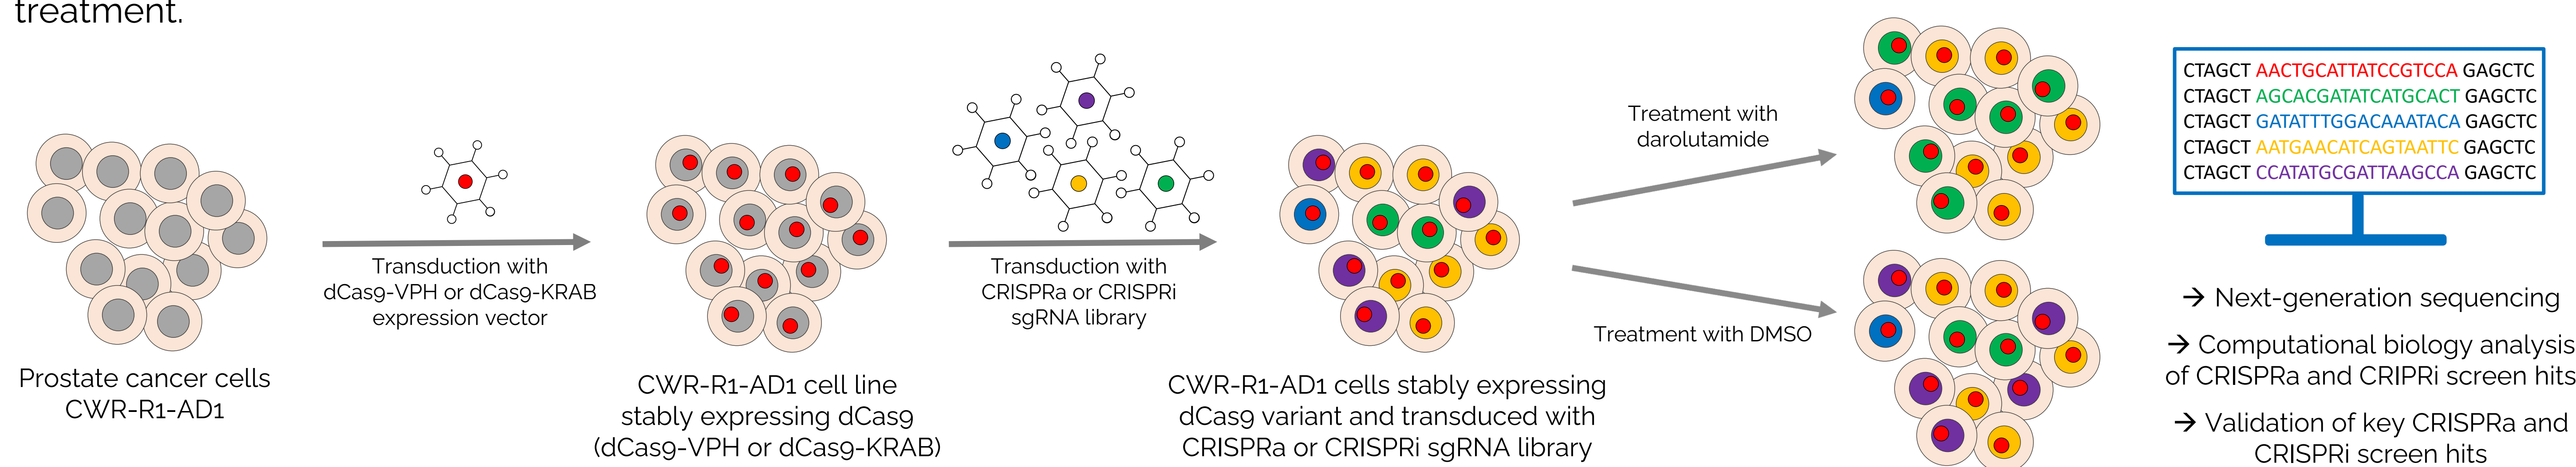 treatment.
Prostate cancer cells
CWR-R1-AD1
Transduction with
dCas9-VPH or dCas9-KRAB
expression vector
CWR-R1-AD1 cell line
stably expressing dCas9
(dCas9-VPH or dCas9-KRAB)
Transduction with
CRISPRa or CRISPRi
sgRNA library
CWR-R1-AD1 cells stably expressing
dCas9 variant and transduced with
CRISPRa or CRISPRi sgRNA library
Treatment with
darolutamide
Treatment with DMSO
CTAGCT AACTGCATTATCCGTCCA GAGCTC
CTAGCT AGCACGATATCATGCACT GAGCTC
CTAGCT GATATTTGGACAAATACA GAGCTC
CTAGCT AATGAACATCAGTAATTC GAGCTC
CTAGCT CCATATGCGATTAAGCCA GAGCTC
→ Next-generation sequencing
→ Computational biology analysis
of CRISPRa and CRIPRi screen hits
→ Validation of key CRISPRa and
CRISPRi screen hits